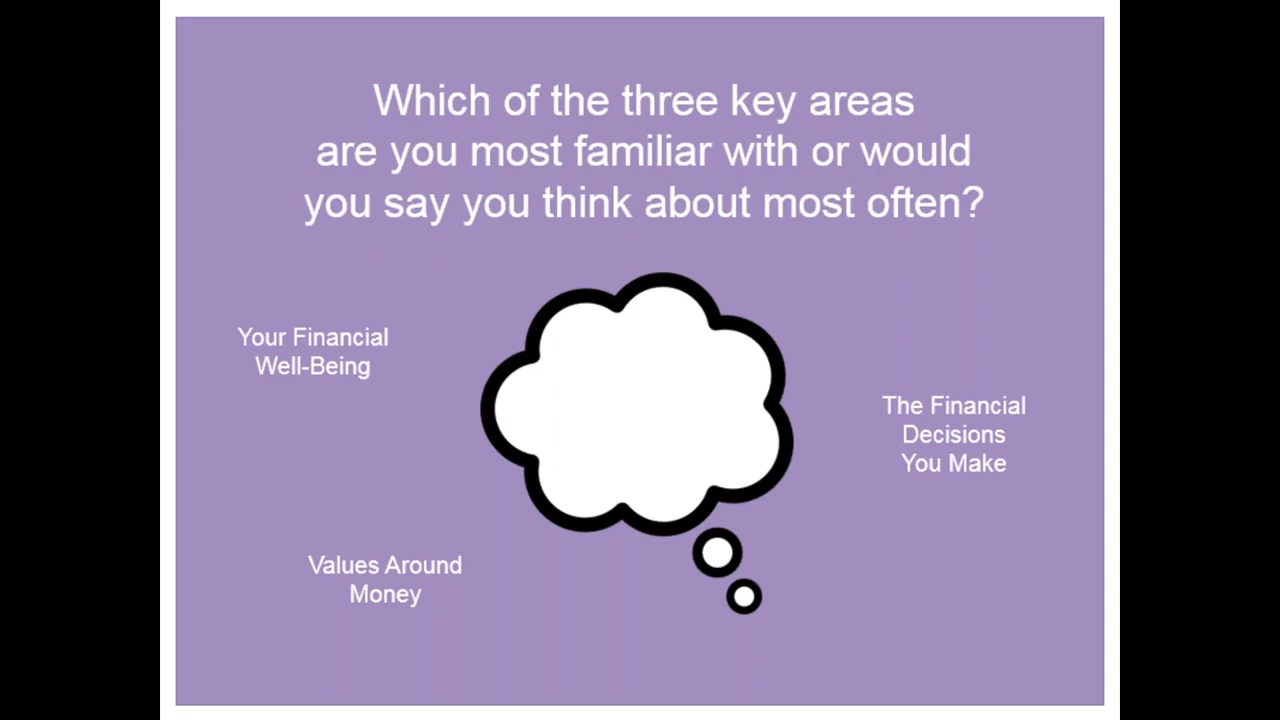 Which of the three key areas
are you most familiar with or would
you say you think about most often?
Your Financial
Well-Being
The Financial
Decisions
You Make
Values Around
Money